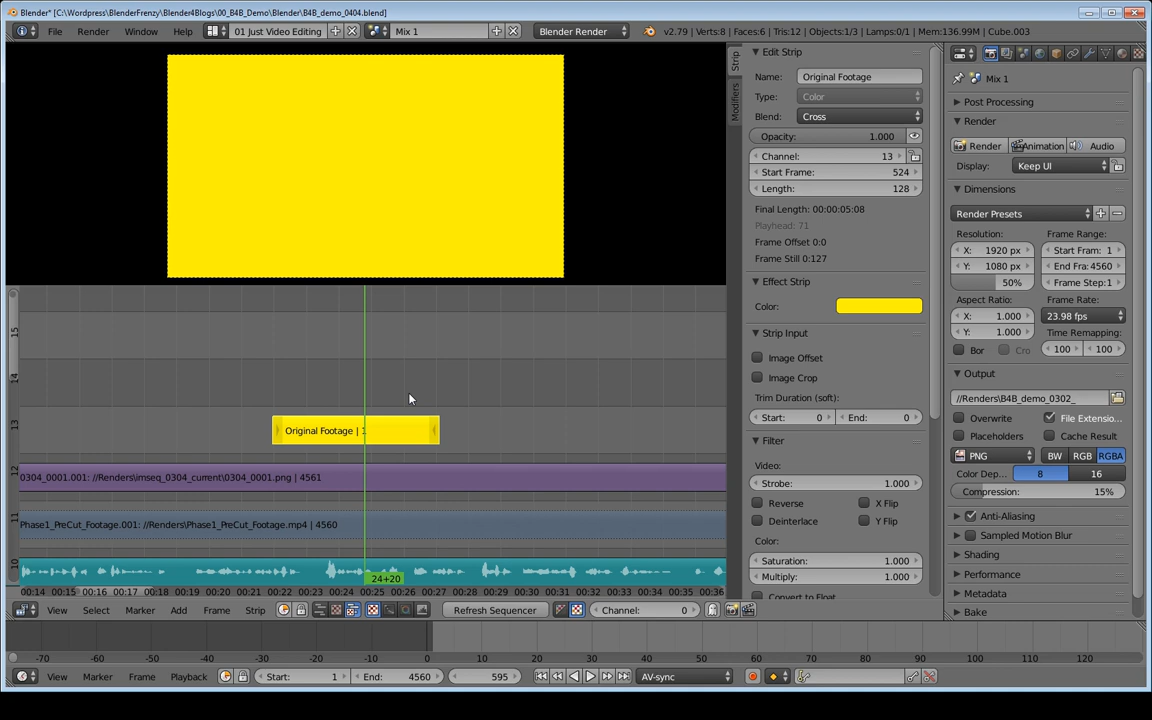 Blender* [C:\Wordpress\BlenderFrenzy\Blender4Blogs\00_B4B_Demo\Blender\B4B_demo_0404.blend]
File Render Window Help 01 Just Video Editing Mix 1 Blender Render v2.79 | Verts:8 | Faces:6 | Tris:12 | Objects:1/3 | Lamps:0/1 | Mem:136.99M | Cube.003
Strip
Modifiers
Edit Strip
Name: Original Footage
Type: Color
Blend: Cross
Opacity: 1.000
Channel: 13
Start Frame: 524
Length: 128
Final Length: 00:00:05:08
Playhead: 71
Frame Offset 0:0
Frame Still 0:127
Effect Strip
Color:
Strip Input
Image Offset
Image Crop
Trim Duration (soft):
Start: 0 End: 0
Filter
Video:
Strobe: 1.000
Reverse X Flip
Deinterlace Y Flip
Color:
Saturation: 1.000
Multiply: 1.000
Convert to Float
Mix 1
Post Processing
Render
Render Animation Audio
Display: Keep UI
Dimensions
Render Presets
Resolution: Frame Range:
X: 1920 px Start Fram: 1
Y: 1080 px End Fra:4560
50% Frame Step:1
Aspect Ratio: Frame Rate:
X: 1.000 23.98 fps
Y: 1.000 Time Remapping:
Bor Cro 100 100
Output
//Renders\B4B_demo_0302_
Overwrite File Extensio...
Placeholders Cache Result
PNG BW RGB RGBA
Color Dep... 8 16
Compression: 15%
Anti-Aliasing
Sampled Motion Blur
Shading
Performance
Metadata
Bake
15
14
13
Original Footage | 1
12
0304_0001.001: //Renders\imseq_0304_current\0304_0001.png | 4561
11
Phase1_PreCut_Footage.001: //Renders\Phase1_PreCut_Footage.mp4 | 4560
10
24+20
00:14 00:15 00:16 00:17 00:18 00:19 00:20 00:21 00:22 00:23 00:24 00:25 00:26 00:27 00:28 00:29 00:30 00:31 00:32 00:33 00:34 00:35 00:36
View Select Marker Add Frame Strip Refresh Sequencer Channel: 0
-70 -60 -50 -40 -30 -20 -10 0 10 20 30 40 50 60 70 80 90 100 110 120
View Marker Frame Playback Start: 1 End: 4560 595 AV-sync